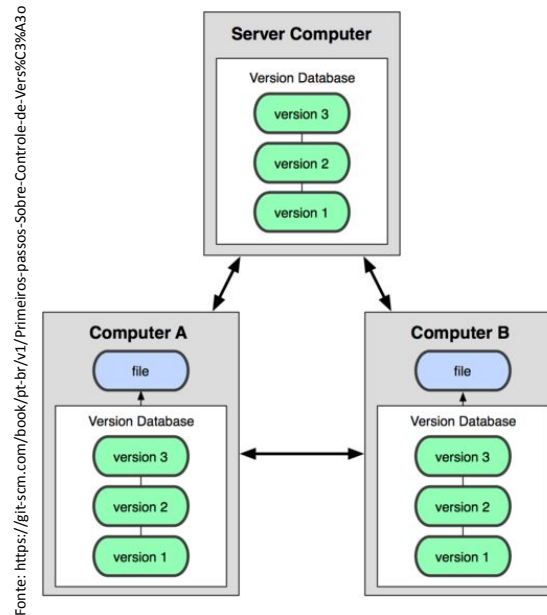 Fonte: https://git-scm.com/book/pt-br/v1/Primeiros-passos-Sobre-Controle-de-Vers%C3%A3o
Server Computer
Version Database
version 3
version 2
version 1
Computer A
file
Version Database
version 3
version 2
version 1
Computer B
file
Version Database
version 3
version 2
version 1